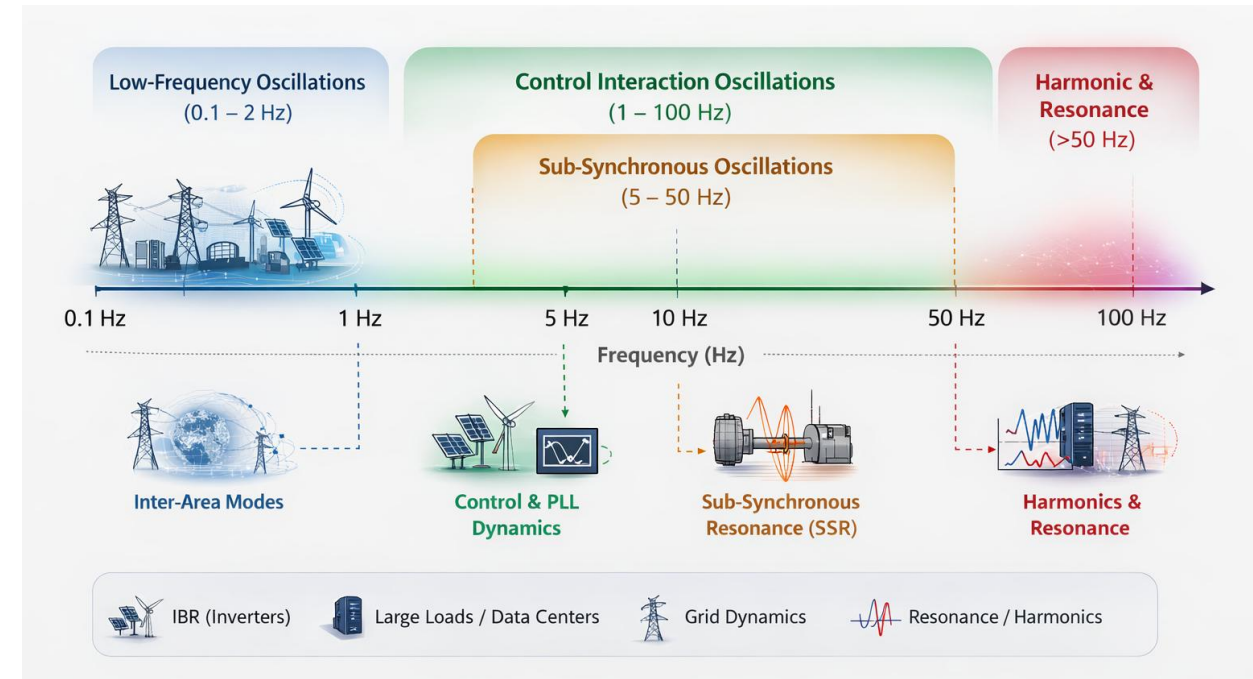 Low-Frequency Oscillations
(0.1 – 2 Hz)
Control Interaction Oscillations
(1 – 100 Hz)
Harmonic &
Resonance
(>50 Hz)
Sub-Synchronous Oscillations
(5 – 50 Hz)
0.1 Hz
1 Hz
5 Hz
10 Hz
50 Hz
100 Hz
Frequency (Hz)
Inter-Area Modes
Control & PLL
Dynamics
Sub-Synchronous
Resonance (SSR)
Harmonics &
Resonance
IBR (Inverters)
Large Loads / Data Centers
Grid Dynamics
Resonance / Harmonics